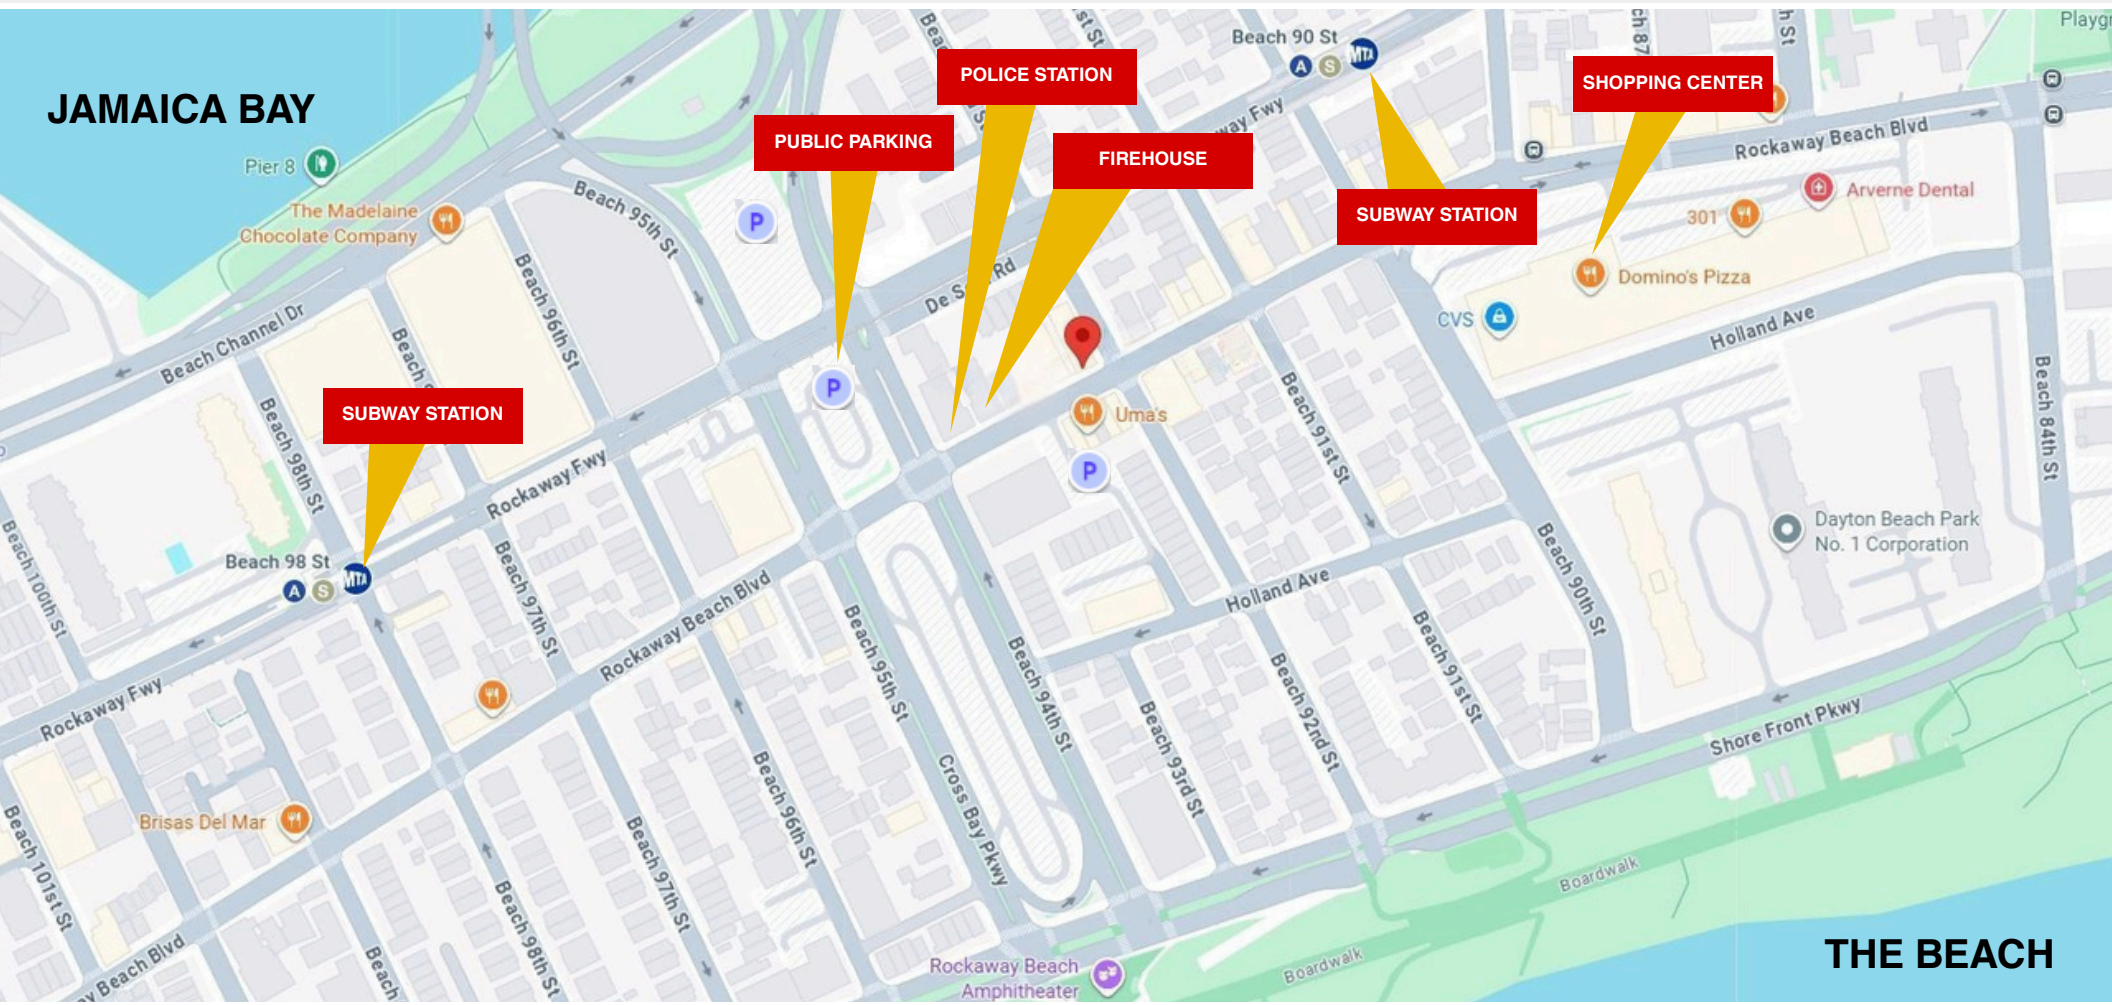 JAMAICA BAY
Pier 8
The Madelaine
Chocolate Company
Beach 95th St
PUBLIC PARKING
POLICE STATION
FIREHOUSE
Beach 90 St
MTA
A S
SUBWAY STATION
SHOPPING CENTER
Rockaway Beach Blvd
Arverne Dental
301
Domino's Pizza
CVS
Holland Ave
Beach 84th St
P
P
P
Uma's
Beach Channel Dr
Beach 96th St
Beach 98th St
SUBWAY STATION
Rockaway Fwy
Beach 98 St
MTA
A S
Beach 100th St
Beach 97th St
Rockaway Beach Blvd
Beach 91st St
Holland Ave
Beach 90th St
Dayton Beach Park
No. 1 Corporation
Rockaway Fwy
Beach 95th St
Beach 94th St
Beach 93rd St
Beach 92nd St
Beach 91st St
Shore Front Pkwy
Brisas Del Mar
Beach 101st St
Beach 96th St
Beach 97th St
Beach 98th St
Cross Bay Pkwy
Beach Blvd
Beach
Boardwalk
Boardwalk
Rockaway Beach
Amphitheater
THE BEACH